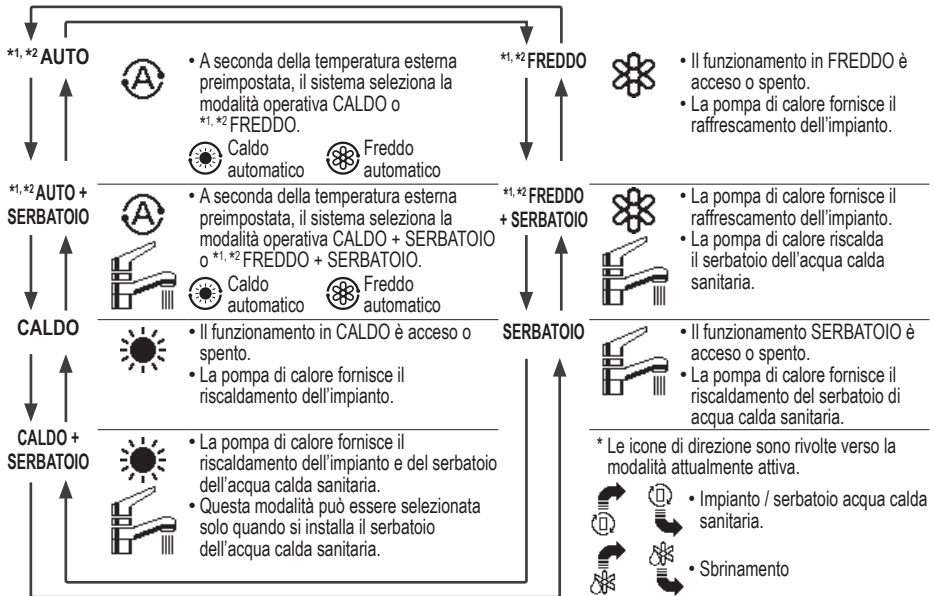 *1, *2 AUTO
• A seconda della temperatura esterna
preimpostata, il sistema seleziona la
modalità operativa CALDO o
*1, *2 FREDDO.
Caldo
automatico
Freddo
automatico
*1, *2 AUTO +
SERBATOIO
• A seconda della temperatura esterna
preimpostata, il sistema seleziona la
modalità operativa CALDO + SERBATOIO
o *1, *2 FREDDO + SERBATOIO.
Caldo
automatico
Freddo
automatico
CALDO
• Il funzionamento in CALDO è acceso o
spento.
• La pompa di calore fornisce il
riscaldamento dell'impianto.
CALDO +
SERBATOIO
• La pompa di calore fornisce il
riscaldamento dell'impianto e del serbatoio
dell'acqua calda sanitaria.
• Questa modalità può essere selezionata
solo quando si installa il serbatoio
dell'acqua calda sanitaria.
*1, *2 FREDDO
• Il funzionamento in FREDDO è
acceso o spento.
• La pompa di calore fornisce il
raffrescamento dell'impianto.
*1, *2 FREDDO
+ SERBATOIO
• La pompa di calore fornisce il
raffrescamento dell'impianto.
• La pompa di calore riscalda
il serbatoio dell'acqua calda
sanitaria.
SERBATOIO
• Il funzionamento SERBATOIO è
acceso o spento.
• La pompa di calore fornisce il
riscaldamento del serbatoio di
acqua calda sanitaria.
* Le icone di direzione sono rivolte verso la
modalità attualmente attiva.
• Impianto / serbatoio acqua calda
sanitaria.
• Sbrinamento